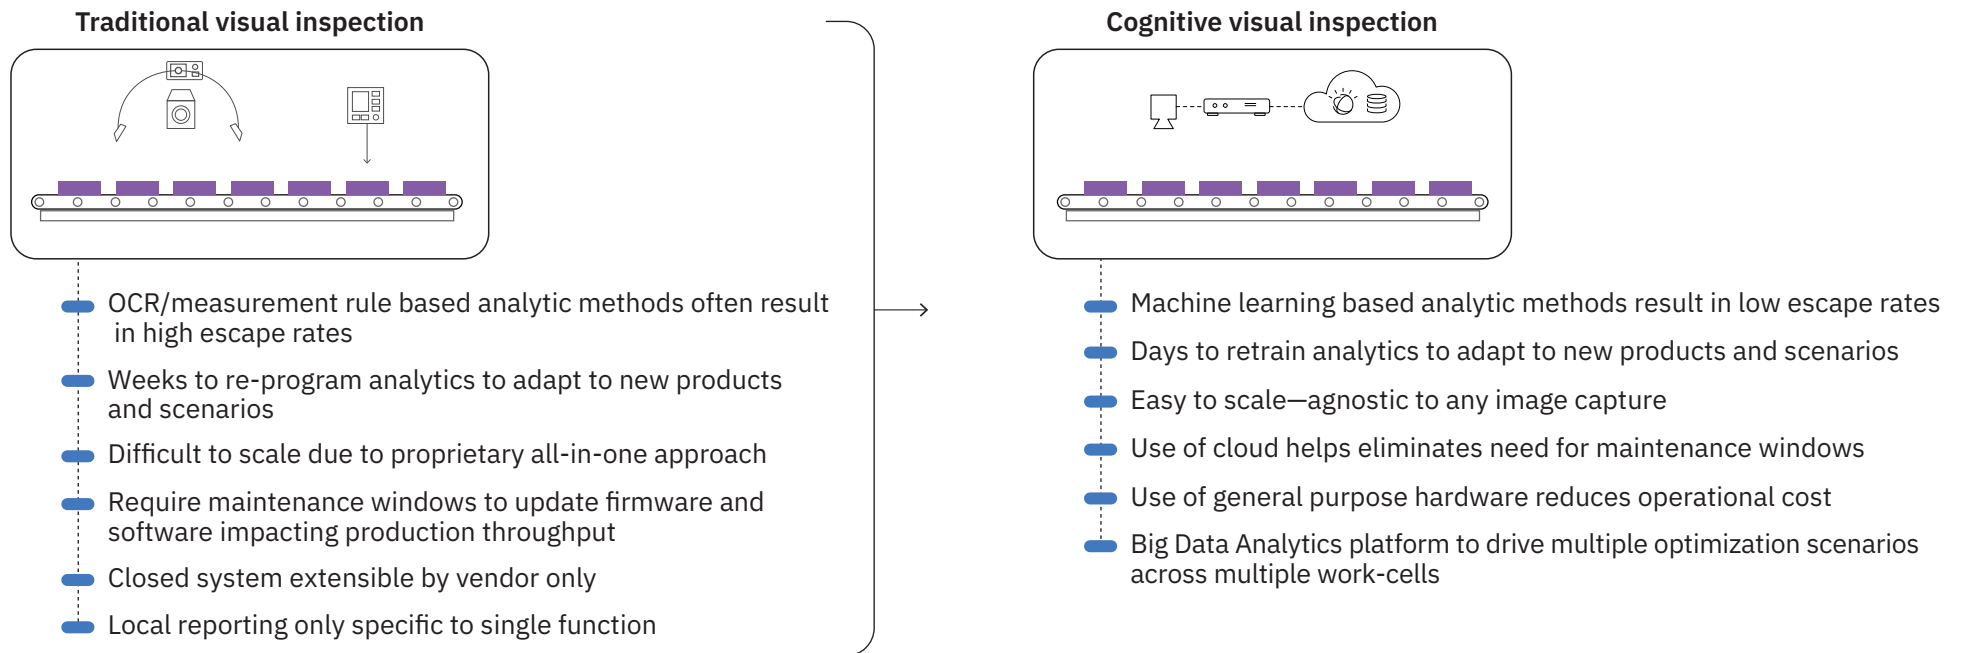 Traditional visual inspection
OCR/measurement rule based analytic methods often result
in high escape rates
Weeks to re-program analytics to adapt to new products
and scenarios
Difficult to scale due to proprietary all-in-one approach
Require maintenance windows to update firmware and
software impacting production throughput
Closed system extensible by vendor only
Local reporting only specific to single function
Cognitive visual inspection
Machine learning based analytic methods result in low escape rates
Days to retrain analytics to adapt to new products and scenarios
Easy to scale—agnostic to any image capture
Use of cloud helps eliminates need for maintenance windows
Use of general purpose hardware reduces operational cost
Big Data Analytics platform to drive multiple optimization scenarios
across multiple work-cells